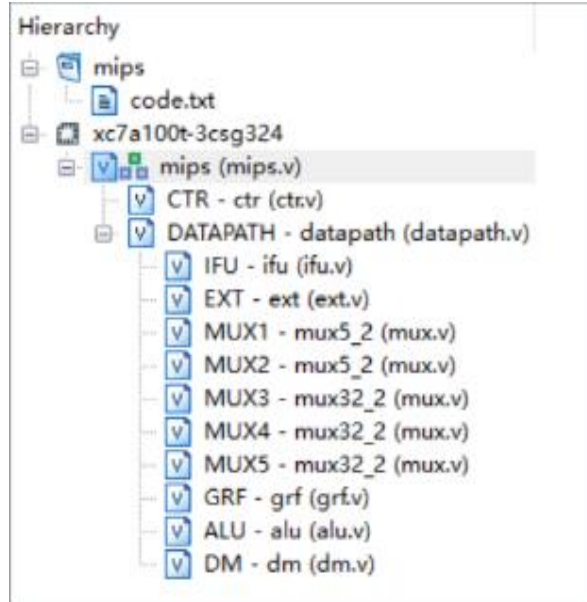 Hierarchy
mips
code.txt
xc7a100t-3csg324
mips (mips.v)
CTR - ctr (ctr.v)
DATAPATH - datapath (datapath.v)
IFU - ifu (ifu.v)
EXT - ext (ext.v)
MUX1 - mux5_2 (mux.v)
MUX2 - mux5_2 (mux.v)
MUX3 - mux32_2 (mux.v)
MUX4 - mux32_2 (mux.v)
MUX5 - mux32_2 (mux.v)
GRF - grf (grf.v)
ALU - alu (alu.v)
DM - dm (dm.v)